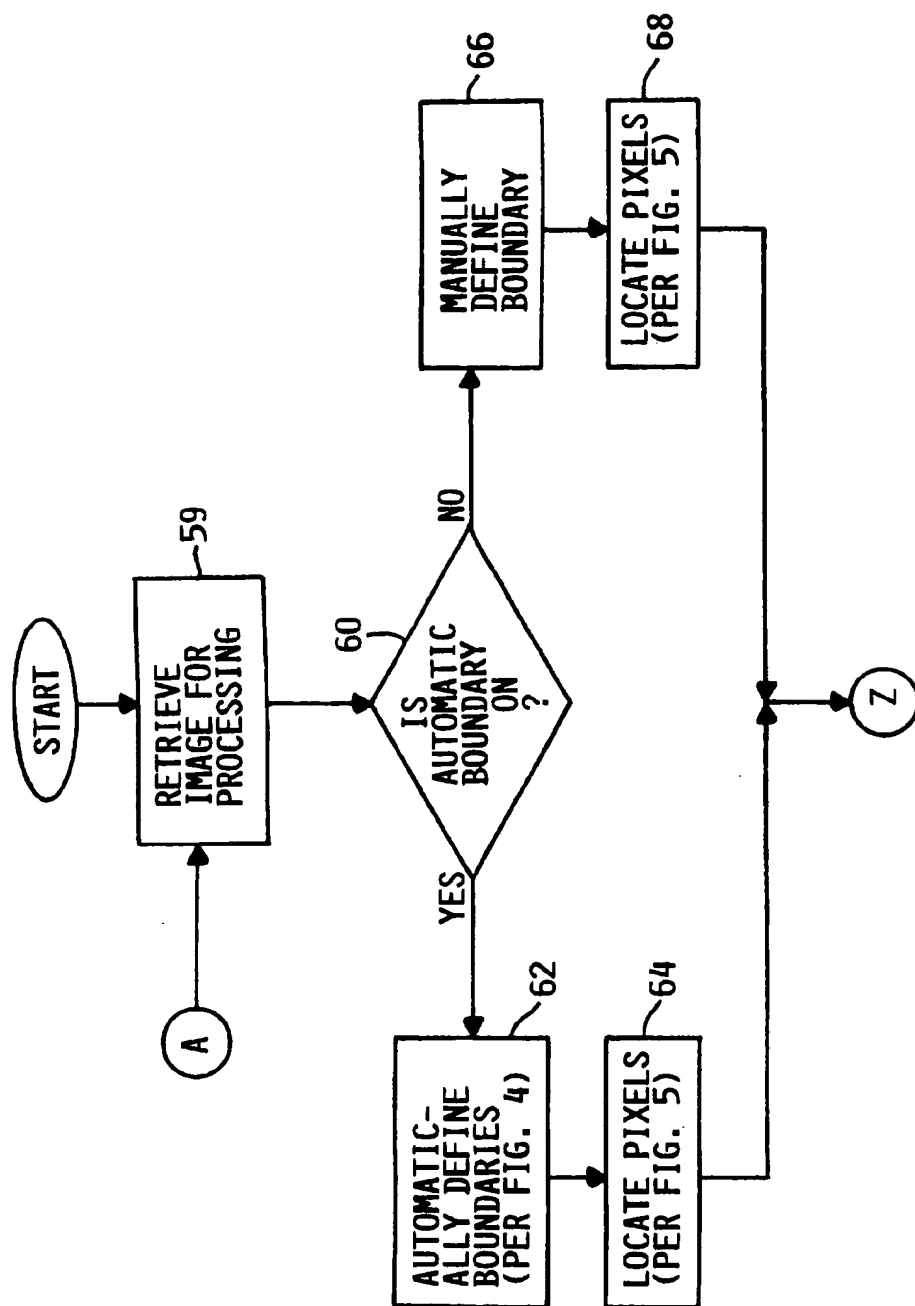 START
59
RETRIEVE
IMAGE FOR
PROCESSING
A
60
IS
AUTOMATIC
BOUNDARY
ON
?
YES
NO
62
AUTOMATIC-
ALLY DEFINE
BOUNDARIES
(PER FIG. 4)
66
MANUALLY
DEFINE
BOUNDARY
64
LOCATE PIXELS
(PER FIG. 5)
68
LOCATE PIXELS
(PER FIG. 5)
Z